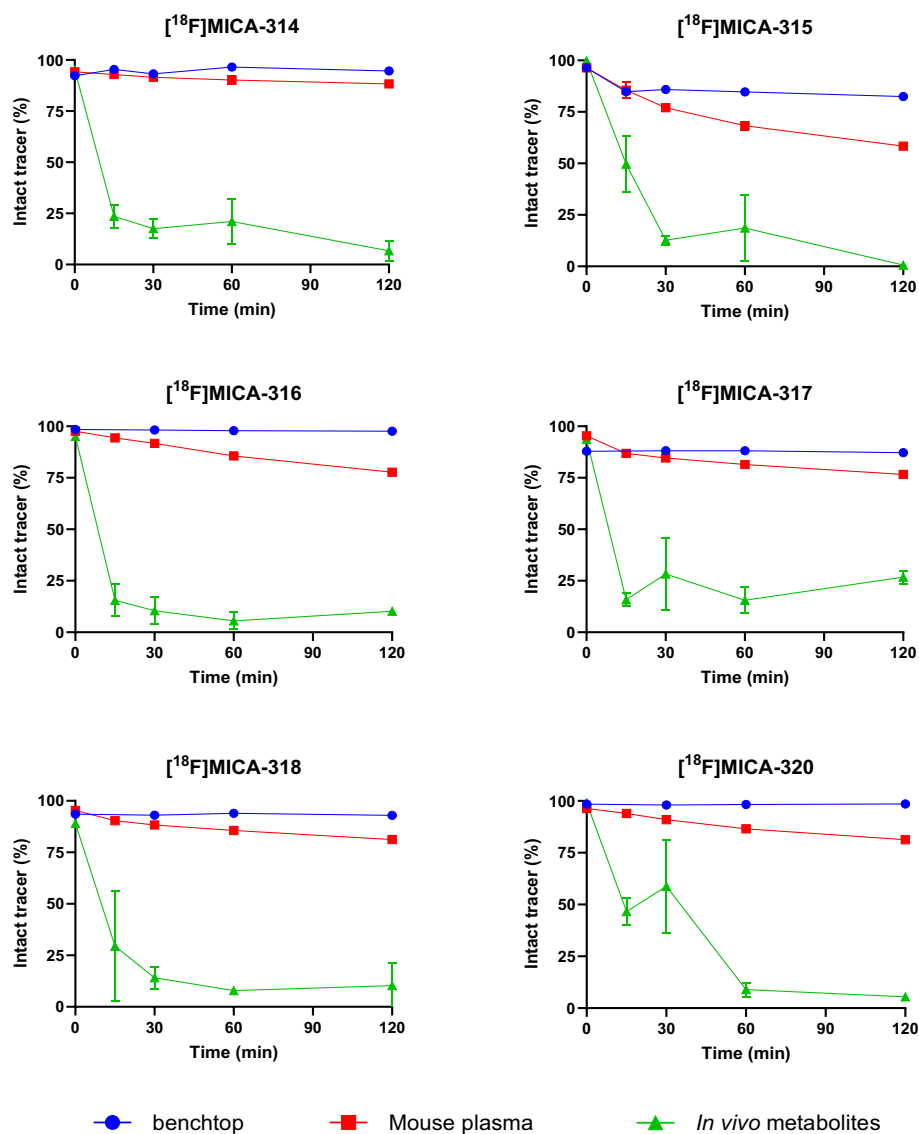 [¹⁸F]MICA-314
Intact tracer (%)
100
75
50
25
0
0 30 60 90 120
Time (min)
[¹⁸F]MICA-315
Intact tracer (%)
100
75
50
25
0
0 30 60 90 120
Time (min)
[¹⁸F]MICA-316
Intact tracer (%)
100
75
50
25
0
0 30 60 90 120
Time (min)
[¹⁸F]MICA-317
Intact tracer (%)
100
75
50
25
0
0 30 60 90 120
Time (min)
[¹⁸F]MICA-318
Intact tracer (%)
100
75
50
25
0
0 30 60 90 120
Time (min)
[¹⁸F]MICA-320
Intact tracer (%)
100
75
50
25
0
0 30 60 90 120
Time (min)
benchtop Mouse plasma In vivo metabolites